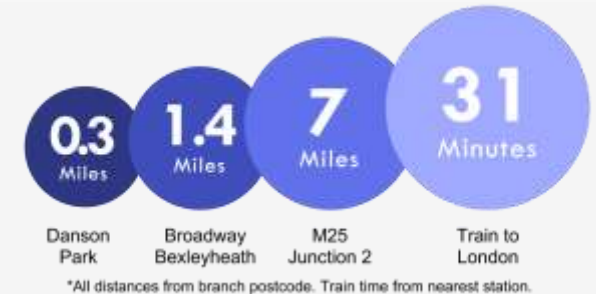 0.3
Miles
1.4
Miles
7
Miles
31
Minutes
Danson
Park
Broadway
Bexleyheath
M25
Junction 2
Train to
London
*All distances from branch postcode. Train time from nearest station.